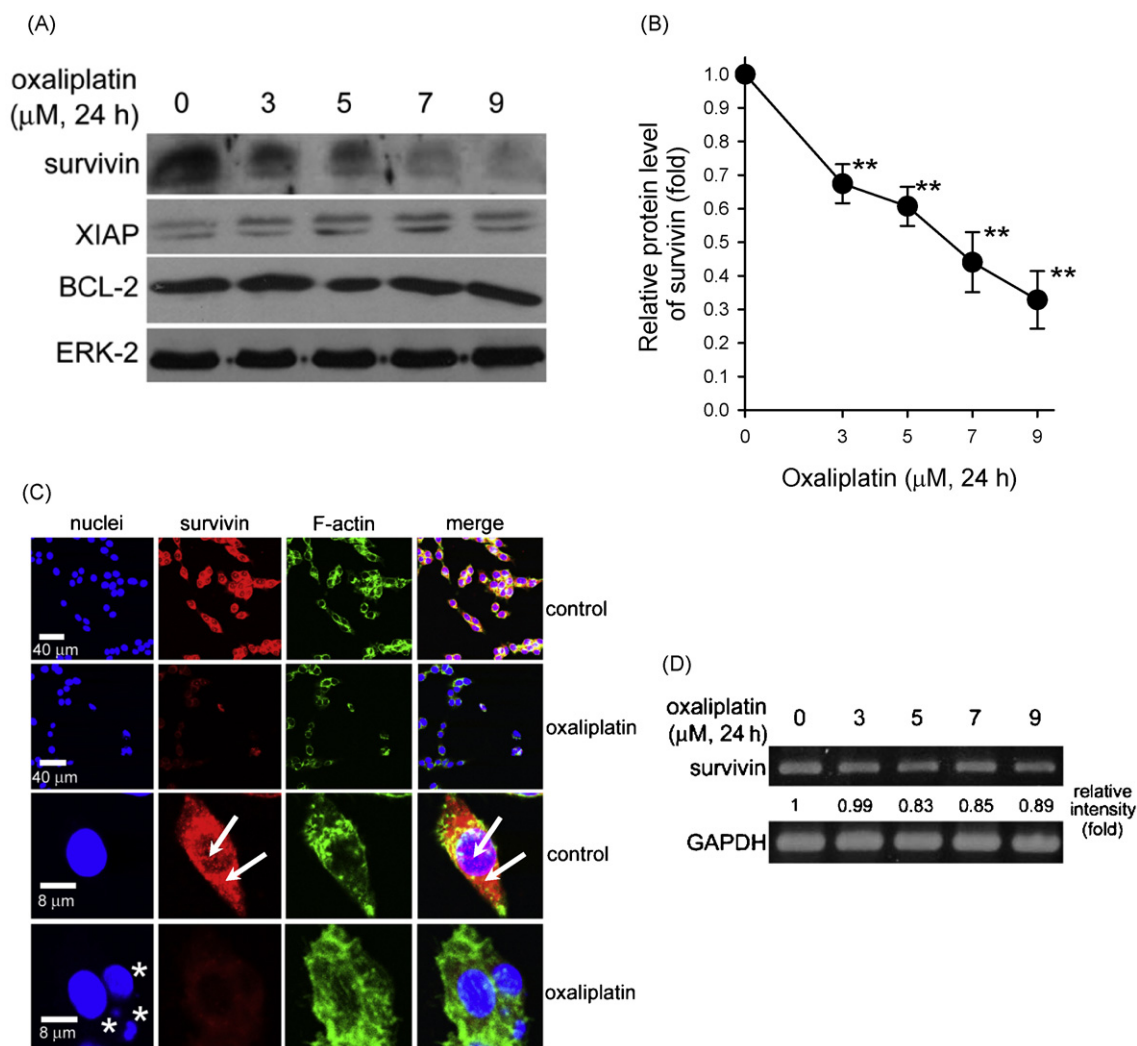 (A)
oxaliplatin
(μM, 24 h)
0 3 5 7 9
survivin
XIAP
BCL-2
ERK-2
(B)
Relative protein level
of survivin (fold)
1.0
0.9
0.8
0.7
0.6
0.5
0.4
0.3
0.2
0.1
0.0
**
**
**
**
0 3 5 7 9
Oxaliplatin (μM, 24 h)
(C)
nuclei survivin F-actin merge
40 μm
control
40 μm
oxaliplatin
8 μm
control
* * *
8 μm
oxaliplatin
(D)
oxaliplatin
(μM, 24 h)
0 3 5 7 9
survivin
1 0.99 0.83 0.85 0.89
relative
intensity
(fold)
GAPDH